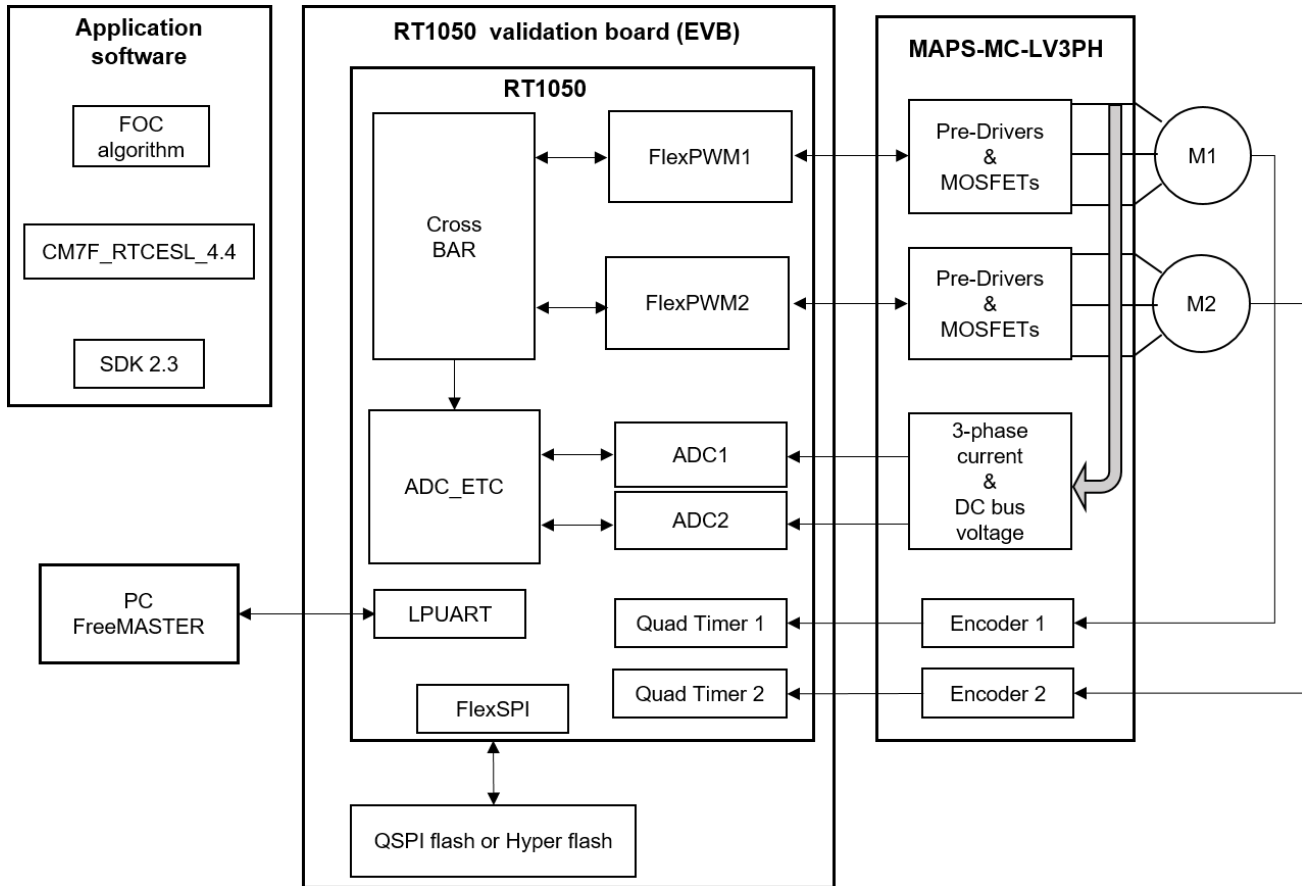 Application
software
FOC
algorithm
CM7F_RTCESL_4.4
SDK 2.3
PC
FreeMASTER
RT1050 validation board (EVB)
RT1050
Cross
BAR
FlexPWM1
FlexPWM2
ADC_ETC
ADC1
ADC2
LPUART
Quad Timer 1
Quad Timer 2
FlexSPI
QSPI flash or Hyper flash
MAPS-MC-LV3PH
Pre-Drivers
&
MOSFETs
Pre-Drivers
&
MOSFETs
3-phase
current
&
DC bus
voltage
Encoder 1
Encoder 2
M1
M2